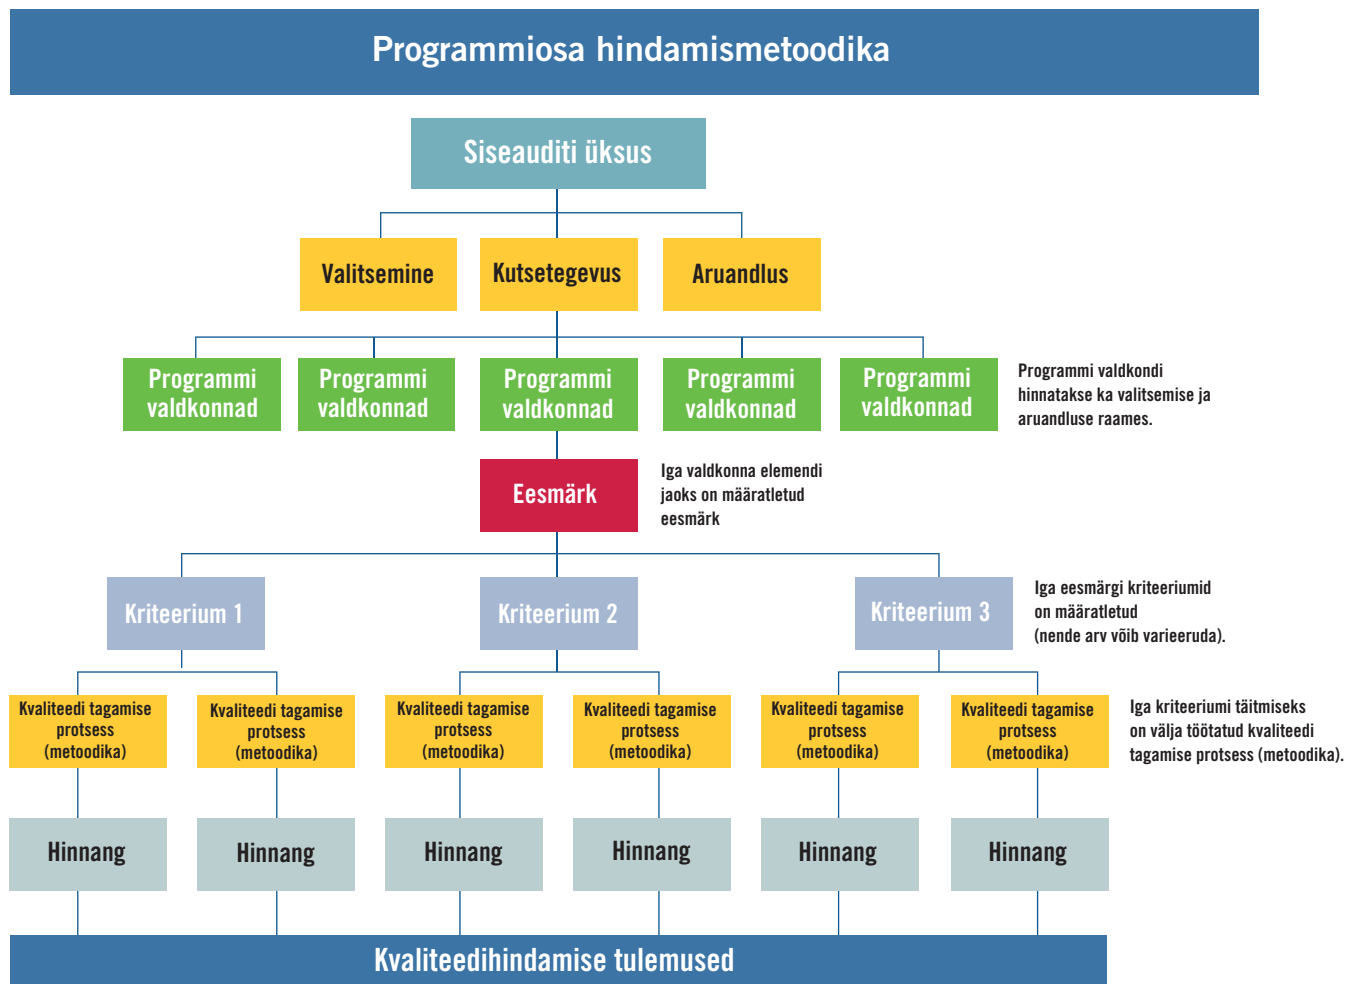 Programmiosa hindamismetoodika
Siseauditi üksus
Valitsemine
Kutsetegevus
Aruandlus
Programmi
valdkonnad
Programmi
valdkonnad
Programmi
valdkonnad
Programmi
valdkonnad
Programmi
valdkonnad
Programmi valdkondi
hinnatakse ka valitsemise ja
aruandluse raames.
Eesmärk
Iga valdkonna elemendi
jaoks on määratletud
eesmärk
Kriteerium 1
Kriteerium 2
Kriteerium 3
Iga eesmärgi kriteeriumid
on määratletud
(nende arv võib varieeruda).
Kvaliteedi tagamise
protsess
(metoodika)
Kvaliteedi tagamise
protsess
(metoodika)
Kvaliteedi tagamise
protsess
(metoodika)
Kvaliteedi tagamise
protsess
(metoodika)
Kvaliteedi tagamise
protsess
(metoodika)
Kvaliteedi tagamise
protsess
(metoodika)
Iga kriteeriumi täitmiseks
on välja töötatud kvaliteedi
tagamise protsess (metoodika).
Hinnang
Hinnang
Hinnang
Hinnang
Hinnang
Hinnang
Kvaliteedihindamise tulemused